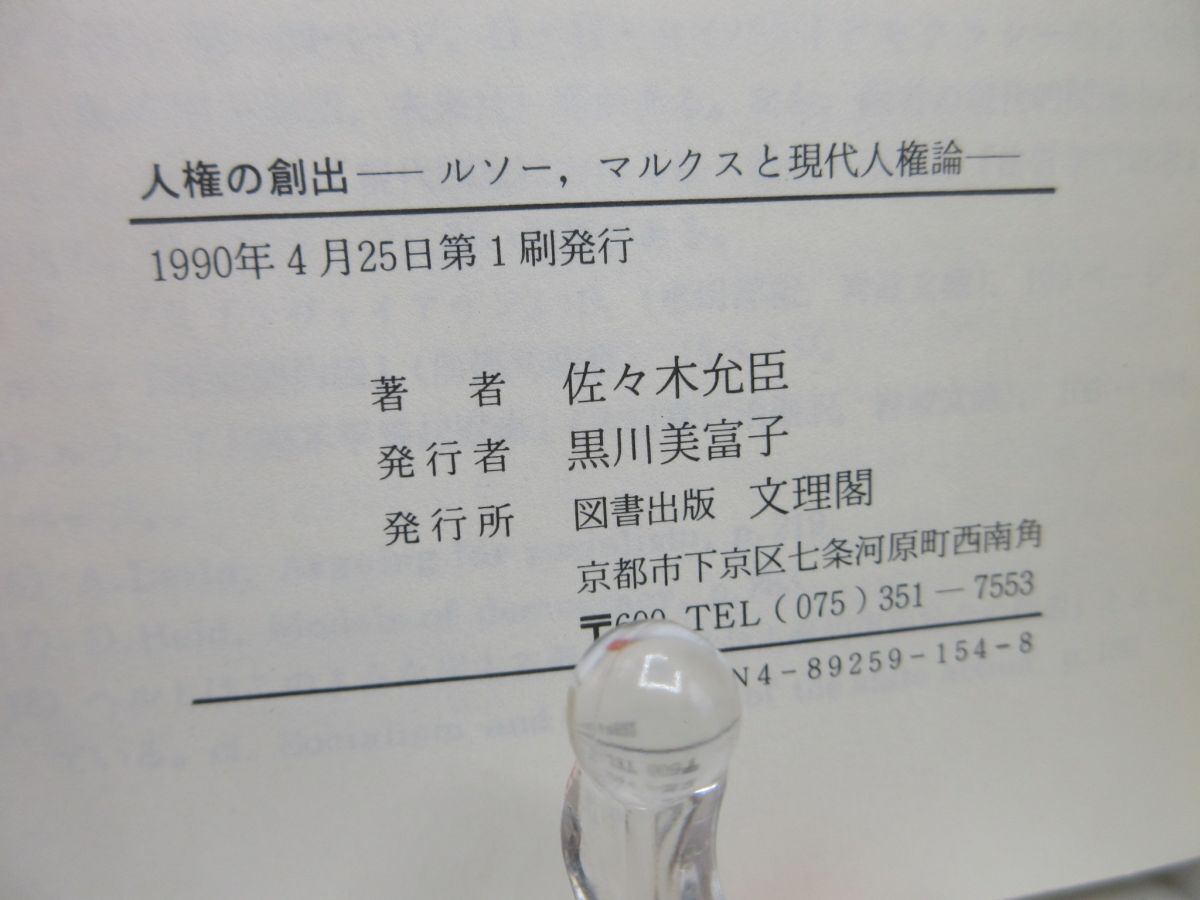 人権の創出―― ルソー，マルクスと現代人権論――
1990年4月25日第1刷発行
著　者　佐々木允臣
発行者　黒川美富子
発行所　図書出版　文理閣
京都市下京区七条河原町西南角
〒600 TEL (075) 351－7553
N4-89259-154-8